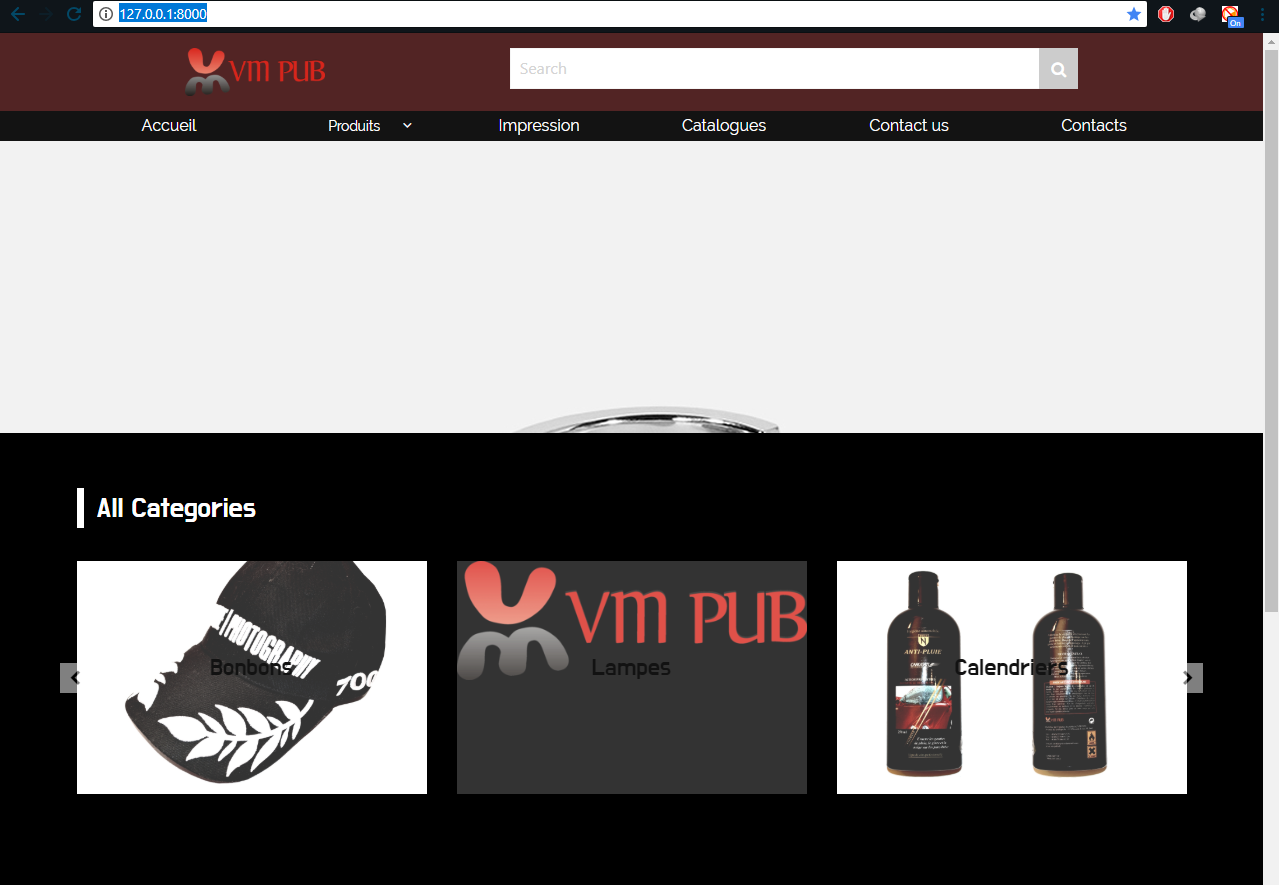 127.0.0.1:8000
On
VM PUB
Search
Accueil
Produits
Impression
Catalogues
Contact us
Contacts
All Categories
PHOTOGRAPHY
700
Bonbons
VM PUB
Lampes
ANTI-PLUIE
Calendriers